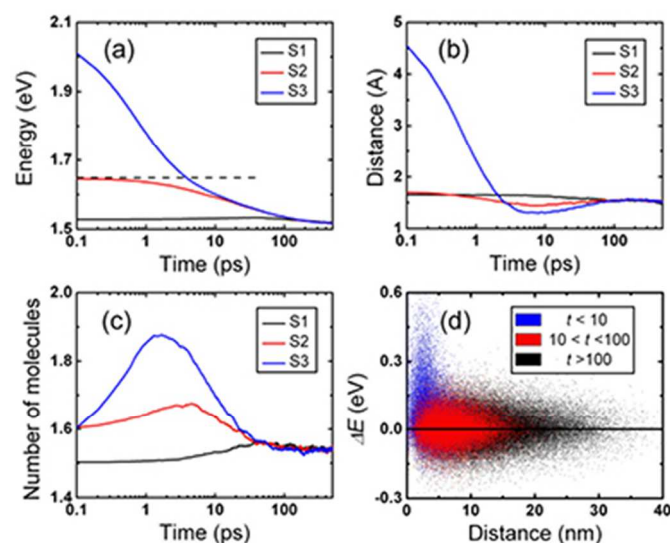 (a)
S1
S2
S3
2.1
1.9
1.7
1.5
Energy (eV)
0.1
1
10
100
Time (ps)
(b)
S1
S2
S3
5
4
3
2
1
Distance (A)
0.1
1
10
100
Time (ps)
(c)
S1
S2
S3
2.0
1.8
1.6
1.4
Number of molecules
0.1
1
10
100
Time (ps)
(d)
t < 10
10 < t <100
t >100
0.6
0.3
0.0
-0.3
ΔE (eV)
0
10
20
30
40
Distance (nm)